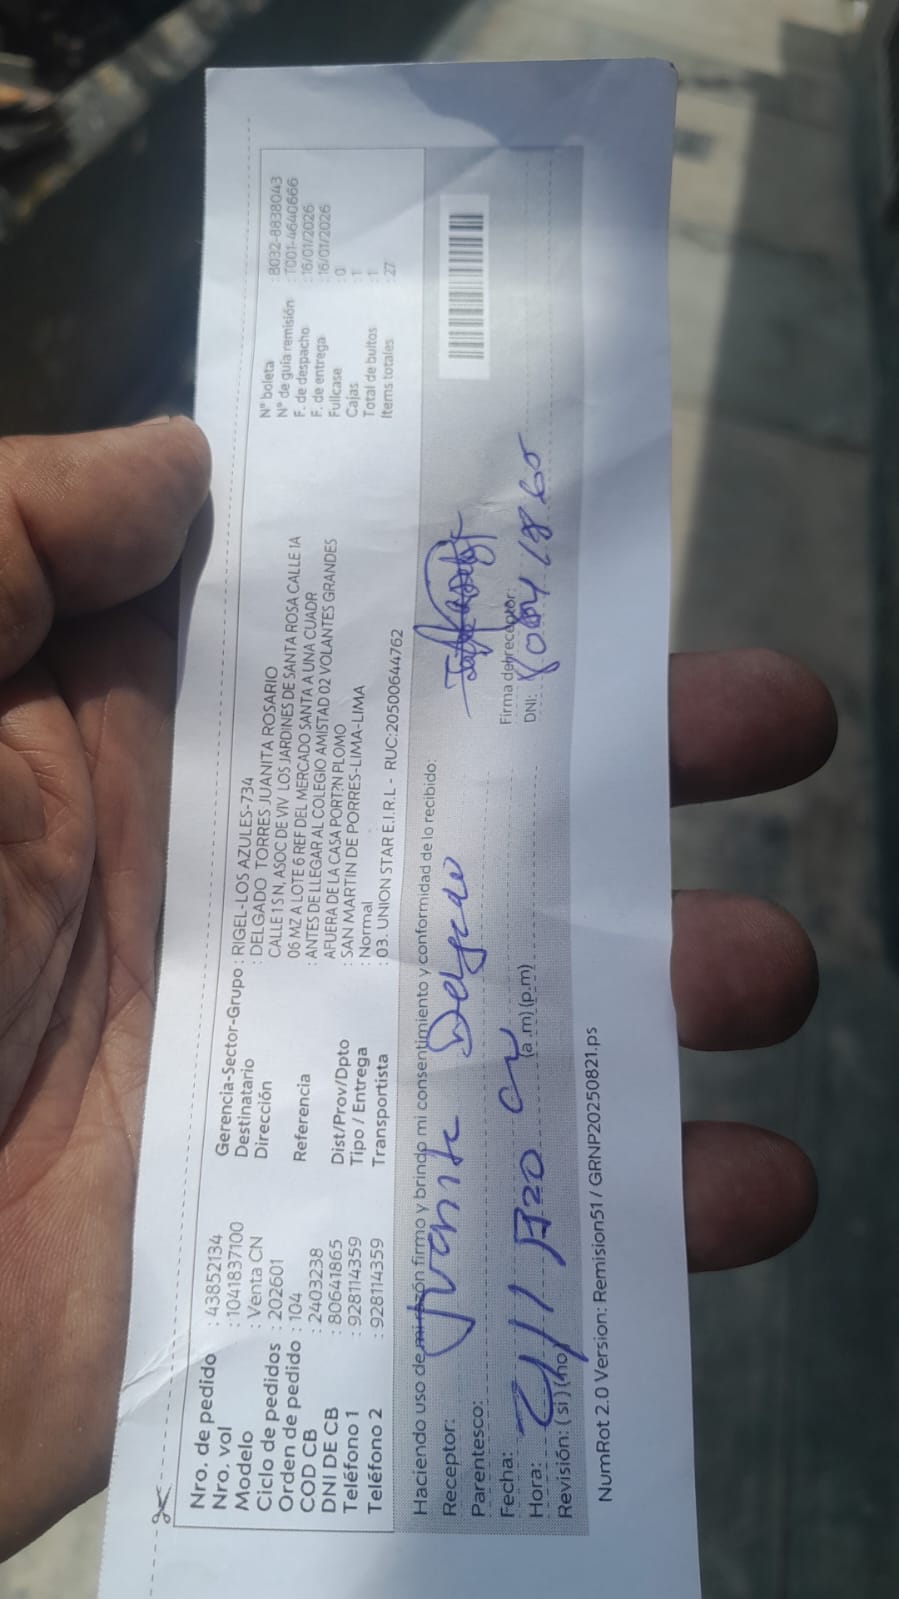 Nro. de pedido : 43852134
Nro. vol : 1041837100
Modelo : Venta CN
Ciclo de pedidos : 202601
Orden de pedido : 104
COD CB : 2403238
DNI DE CB : 80641865
Teléfono 1 : 928114359
Teléfono 2 : 928114359
Gerencia-Sector-Grupo : RIGEL-LOS AZULES-734
Destinatario : DELGADO TORRES JUANITA ROSARIO
Dirección CALLE 1 S N, ASOC DE VIV LOS JARDINES DE SANTA ROSA CALLE 1A
06 MZ A LOTE 6 REF DEL MERCADO SANTA A UNA CUADR
Referencia : ANTES DE LLEGAR AL COLEGIO AMISTAD 02 VOLANTES GRANDES
AFUERA DE LA CASA PORT?N PLOMO
Dist/Prov/Dpto : SAN MARTIN DE PORRES-LIMA-LIMA
Tipo / Entrega : Normal
Transportista : 03. UNION STAR E.I.R.L - RUC:20500644762
N° boleta : B032-8838043
N° de guía remisión : T001-4640666
F. de despacho : 16/01/2026
F. de entrega : 16/01/2026
Fullcase : 0
Cajas : 1
Total de bultos : 1
Items totales : 27
Haciendo uso de mi razón firmo y brindo mi consentimiento y conformidad de lo recibido:
Receptor: Juanita Delgado
Parentesco:
Fecha:
Hora: (a .m) (p.m)
Revisión: ( si ) ( no )
Firma del receptor:
DNI: 80641865
NumRot 2.0 Version: Remision51 / GRNP20250821.ps